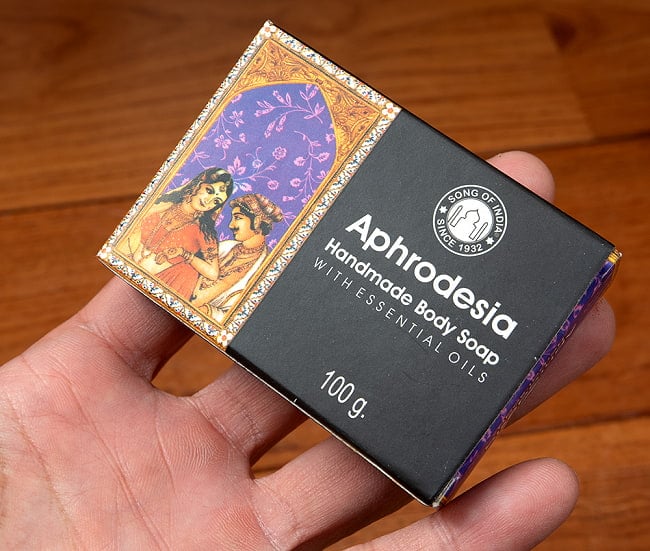 SONG OF INDIA
SINCE 1932
Aphrodesia
Handmade Body Soap
WITH ESSENTIAL OILS
100 g.